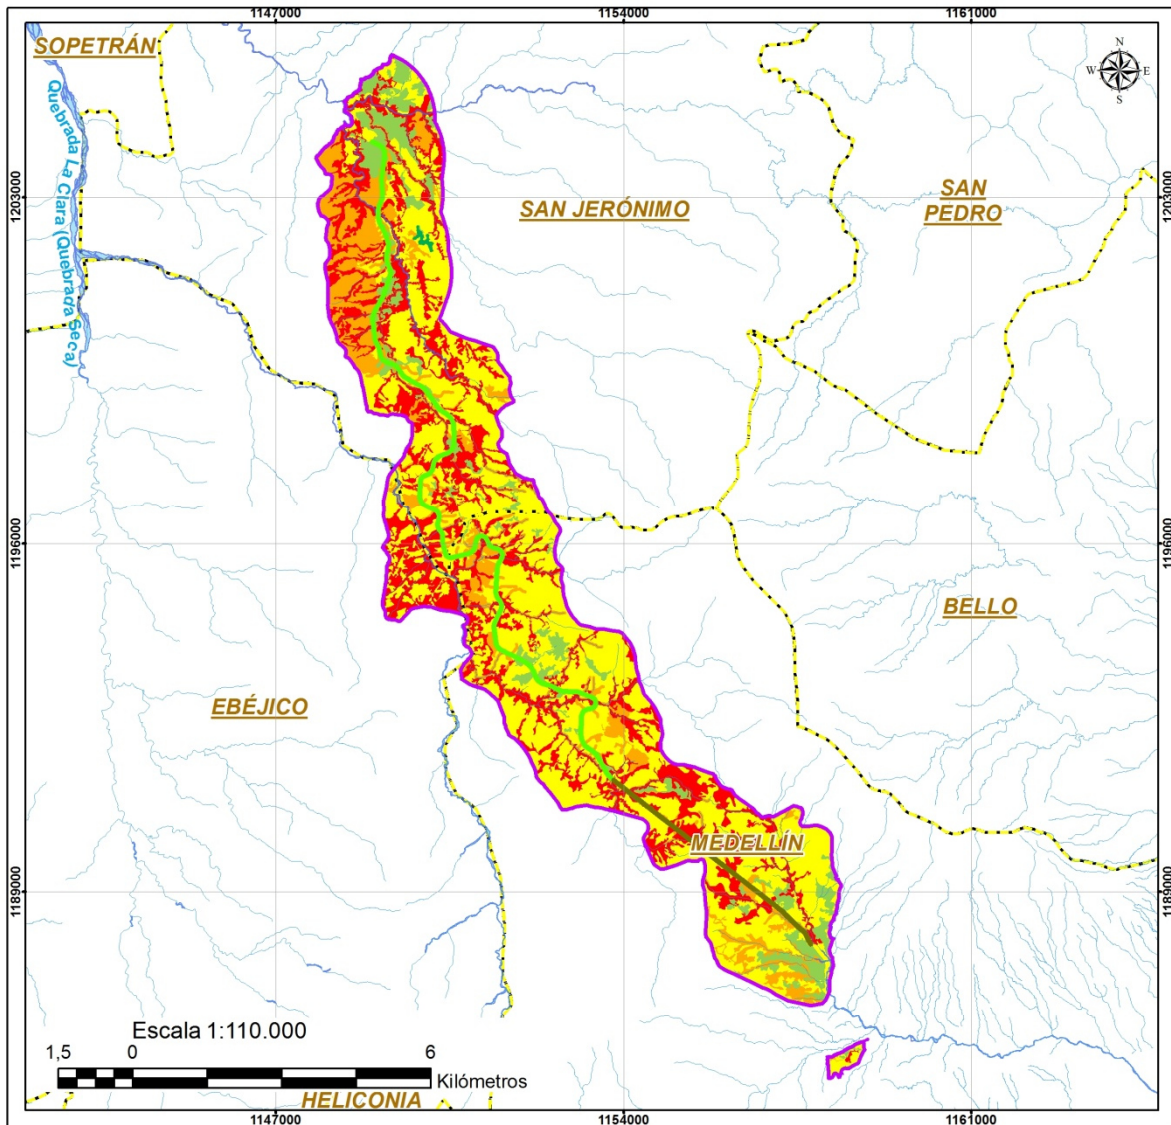 1147000
1154000
1161000
SOPETRÁN
N
W
E
S
Quebrada La Clara (Quebrada Seca)
1203000
1203000
SAN JERÓNIMO
SAN
PEDRO
1196000
1196000
BELLO
EBÉJICO
MEDELLÍN
1189000
1189000
Escala 1:110.000
1,5
0
6
Kilómetros
HELICONIA
1147000
1154000
1161000